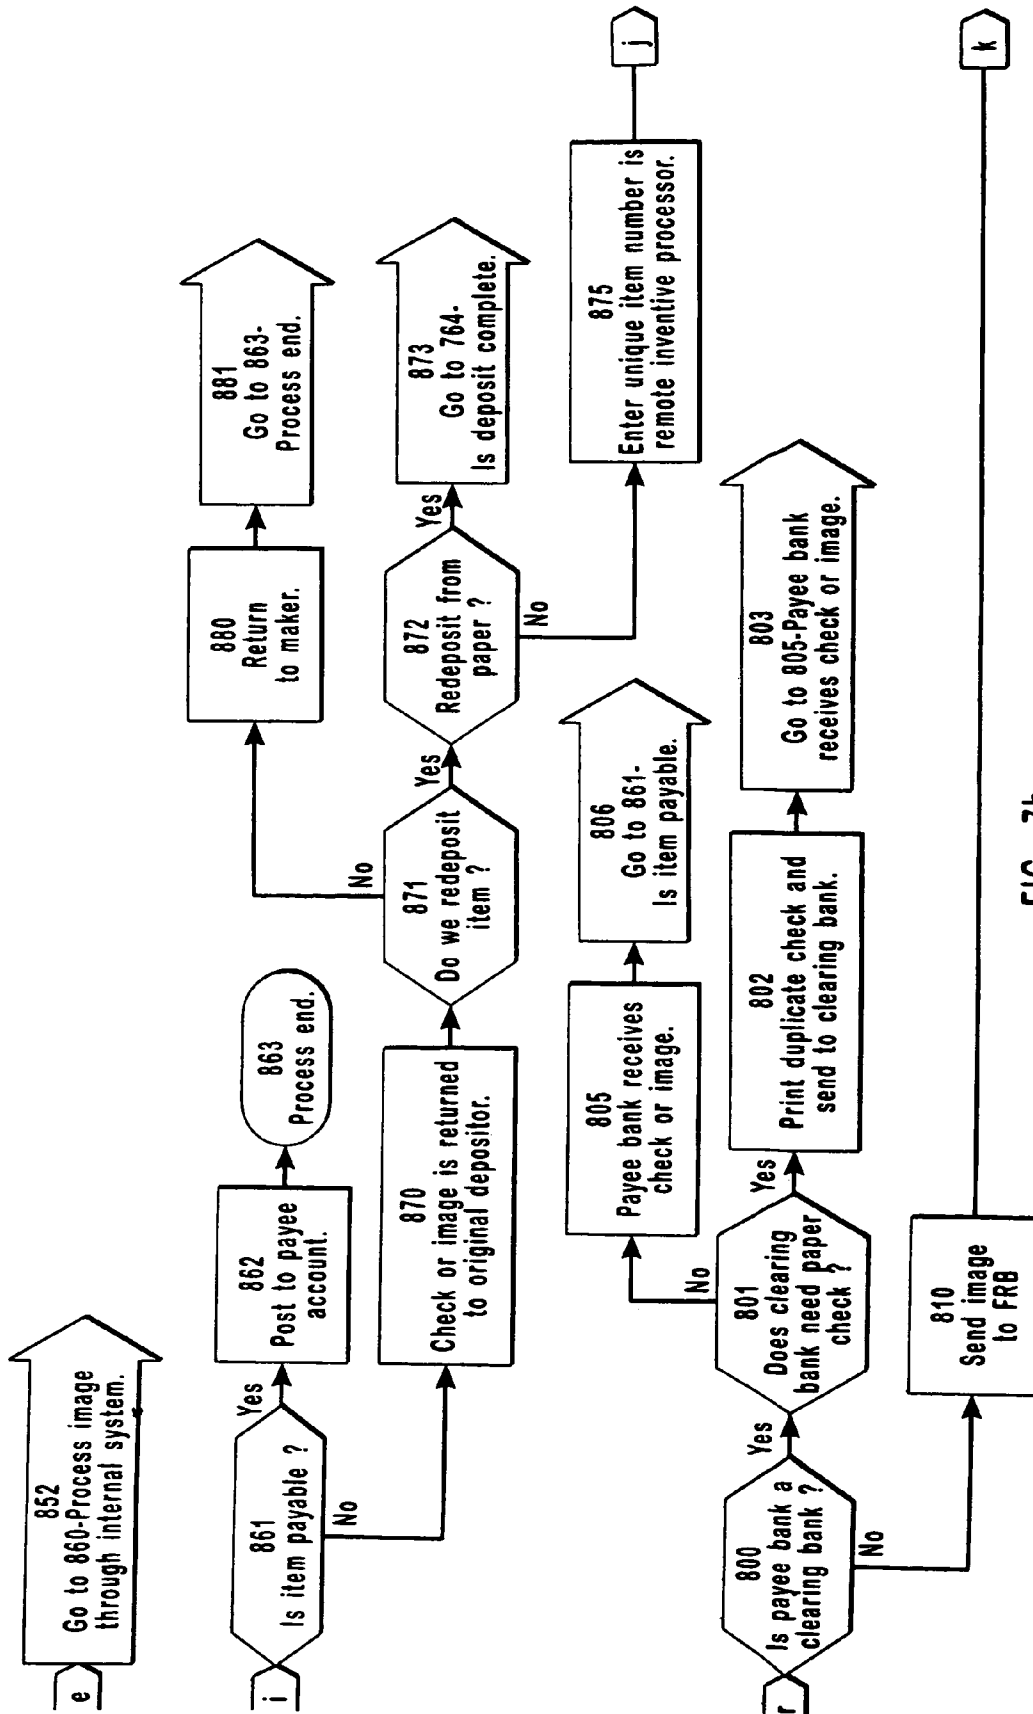 e
852
Go to 860-Process image
through internal system.
i
861
Is item payable ?
Yes
No
862
Post to payee
account.
863
Process end.
870
Check or image is returned
to original depositor.
871
Do we redeposit
item ?
No
Yes
880
Return
to maker.
881
Go to 863-
Process end.
872
Redeposit from
paper ?
Yes
No
873
Go to 764-
Is deposit complete.
875
Enter unique item number is
remote inventive processor.
j
r
800
Is payee bank a
clearing bank ?
Yes
No
801
Does clearing
bank need paper
check ?
No
Yes
805
Payee bank receives
check or image.
806
Go to 861-
Is item payable.
802
Print duplicate check and
send to clearing bank.
803
Go to 805-Payee bank
receives check or image.
810
Send image
to FRB
k